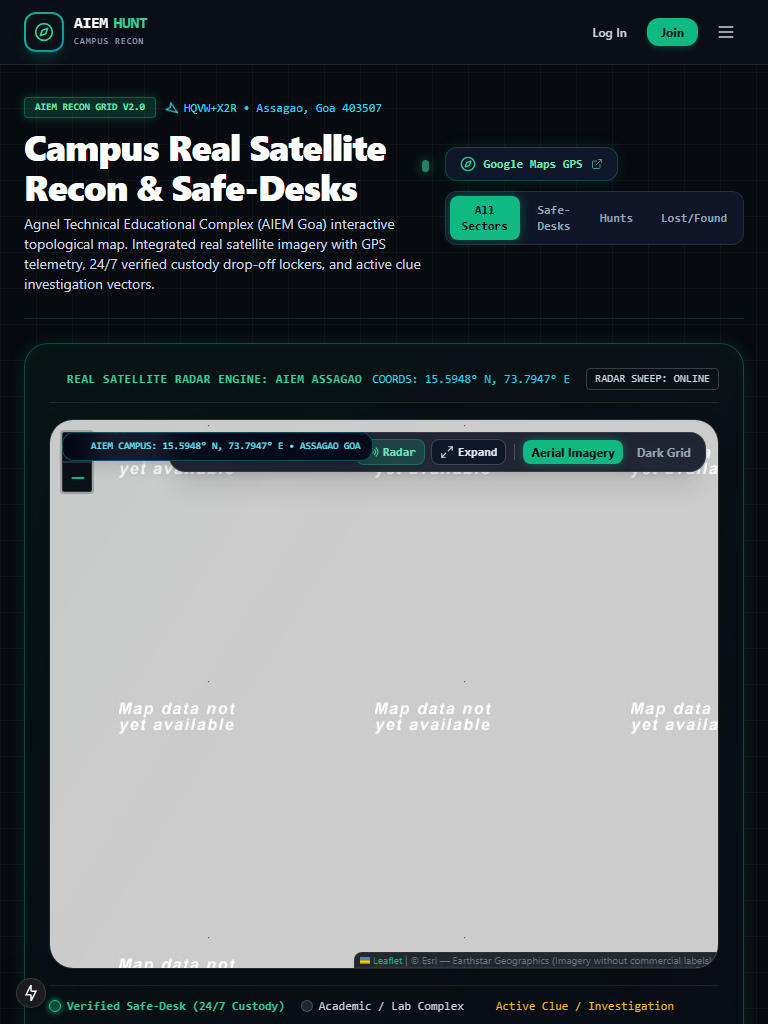 AIEM HUNT
CAMPUS RECON
Log In
Join
AIEM RECON GRID V2.0
HQVW+X2R • Assagao, Goa 403507
Campus Real Satellite
Recon & Safe-Desks
Agnel Technical Educational Complex (AIEM Goa) interactive
topological map. Integrated real satellite imagery with GPS
telemetry, 24/7 verified custody drop-off lockers, and active clue
investigation vectors.
Google Maps GPS
All
Sectors
Safe-
Desks
Hunts
Lost/Found
REAL SATELLITE RADAR ENGINE: AIEM ASSAGAO
COORDS: 15.5948° N, 73.7947° E
RADAR SWEEP: ONLINE
AIEM CAMPUS: 15.5948° N, 73.7947° E • ASSAGAO GOA
Radar
Expand
Aerial Imagery
Dark Grid
yet available
Map data not
yet available
Map data not
yet available
Map data
yet availa
Map data not
Leaflet | © Esri — Earthstar Geographics (Imagery without commercial labels)
Verified Safe-Desk (24/7 Custody)
Academic / Lab Complex
Active Clue / Investigation